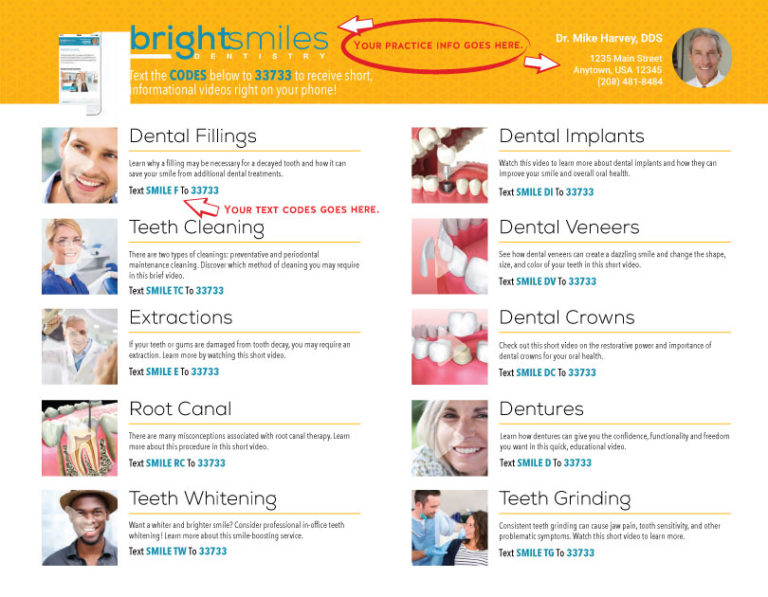 brightsmiles
DENTISTRY
Text the CODES below to 33733 to receive short,
informational videos right on your phone!
Your practice info goes here.
Dr. Mike Harvey, DDS
1235 Main Street
Anytown, USA 12345
(208) 481-8484
Dental Fillings
Learn why a filling may be necessary for a decayed tooth and how it can
save your smile from additional dental treatments.
Text SMILE F To 33733
Your text codes goes here.
Teeth Cleaning
There are two types of cleanings: preventative and periodontal
maintenance cleaning. Discover which method of cleaning you may require
in this brief video.
Text SMILE TC To 33733
Extractions
If your teeth or gums are damaged from tooth decay, you may require an
extraction. Learn more by watching this short video.
Text SMILE E To 33733
Root Canal
There are many misconceptions associated with root canal therapy. Learn
more about this procedure in this short video.
Text SMILE RC To 33733
Teeth Whitening
Want a whiter and brighter smile? Consider professional in-office teeth
whitening! Learn more about this smile-boosting service.
Text SMILE TW To 33733
Dental Implants
Watch this video to learn more about dental implants and how they can
improve your smile and overall oral health.
Text SMILE DI To 33733
Dental Veneers
See how dental veneers can create a dazzling smile and change the shape,
size, and color of your teeth in this short video.
Text SMILE DV To 33733
Dental Crowns
Check out this short video on the restorative power and importance of
dental crowns for your oral health.
Text SMILE DC To 33733
Dentures
Learn how dentures can give you the confidence, functionality and freedom
you want in this quick, educational video.
Text SMILE D To 33733
Teeth Grinding
Consistent teeth grinding can cause jaw pain, tooth sensitivity, and other
problematic symptoms. Watch this short video to learn more.
Text SMILE TG To 33733